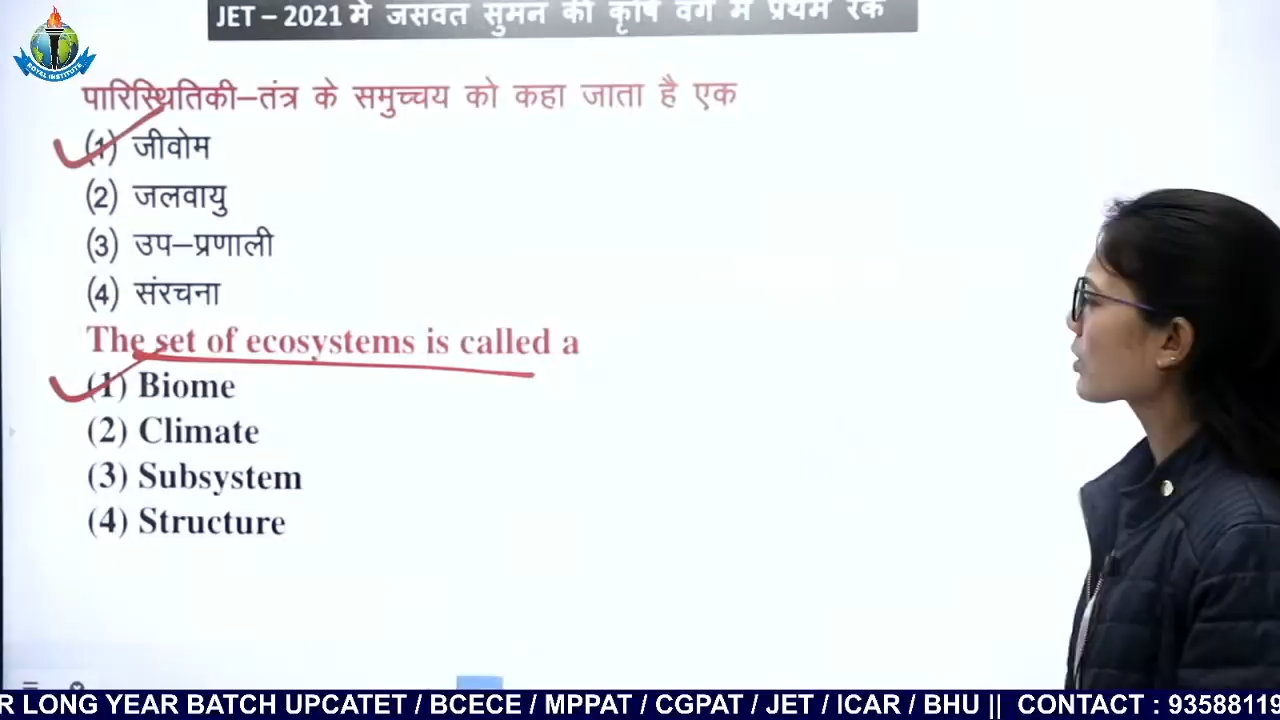 JET – 2021 में जसवंत सुमन की कृषि वर्ग में प्रथम रैंक
ROYAL INSTITUTE
पारिस्थितिकी–तंत्र के समुच्चय को कहा जाता है एक
(1) जीवोम
(2) जलवायु
(3) उप–प्रणाली
(4) संरचना
The set of ecosystems is called a
(1) Biome
(2) Climate
(3) Subsystem
(4) Structure
R LONG YEAR BATCH UPCATET / BCECE / MPPAT / CGPAT / JET / ICAR / BHU || CONTACT : 93588119